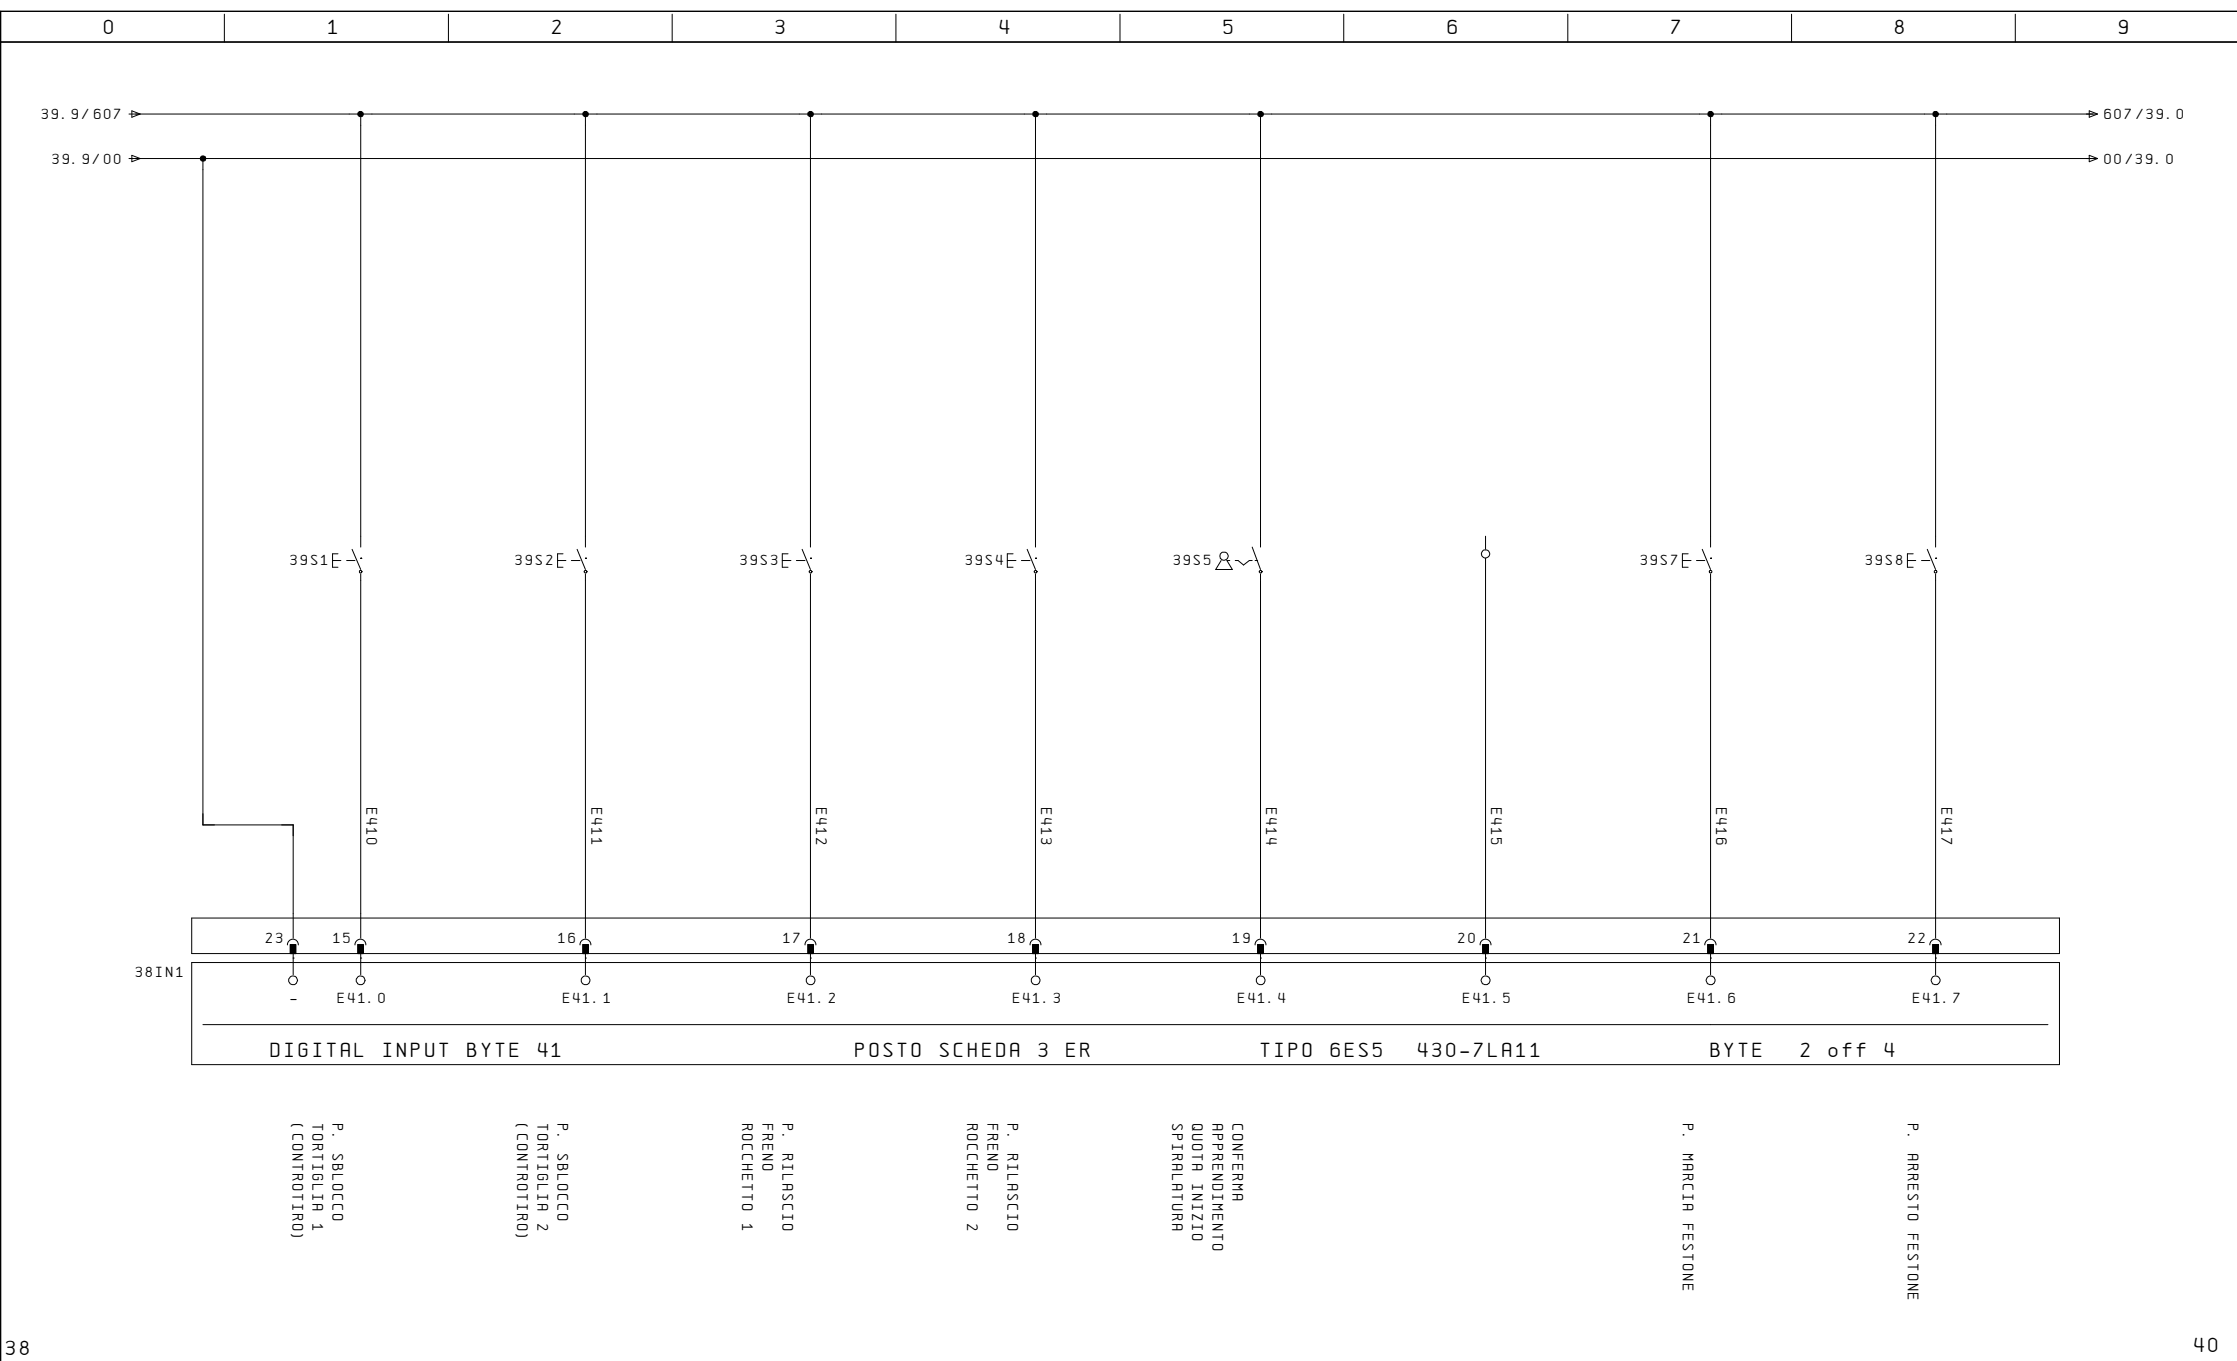 0 1 2 3 4 5 6 7 8 9
39.9/607 607/39.0
39.9/00 00/39.0
39S1 39S2 39S3 39S4 39S5 39S7 39S8
E410 E411 E412 E413 E414 E415 E416 E417
23 15 16 17 18 19 20 21 22
38IN1
- E41.0 E41.1 E41.2 E41.3 E41.4 E41.5 E41.6 E41.7
DIGITAL INPUT BYTE 41 POSTO SCHEDA 3 ER TIPO 6ES5 430-7LA11 BYTE 2 off 4
P. SBLOCCO
TORTIGLIA 1
(CONTROTIRO)
P. SBLOCCO
TORTIGLIA 2
(CONTROTIRO)
P. RILASCIO
FRENO
ROCCHETTO 1
P. RILASCIO
FRENO
ROCCHETTO 2
CONFERMA
APPRENDIMENTO
QUOTA INIZIO
SPIRALATURA
P. MARCIA FESTONE
P. ARRESTO FESTONE
38 40